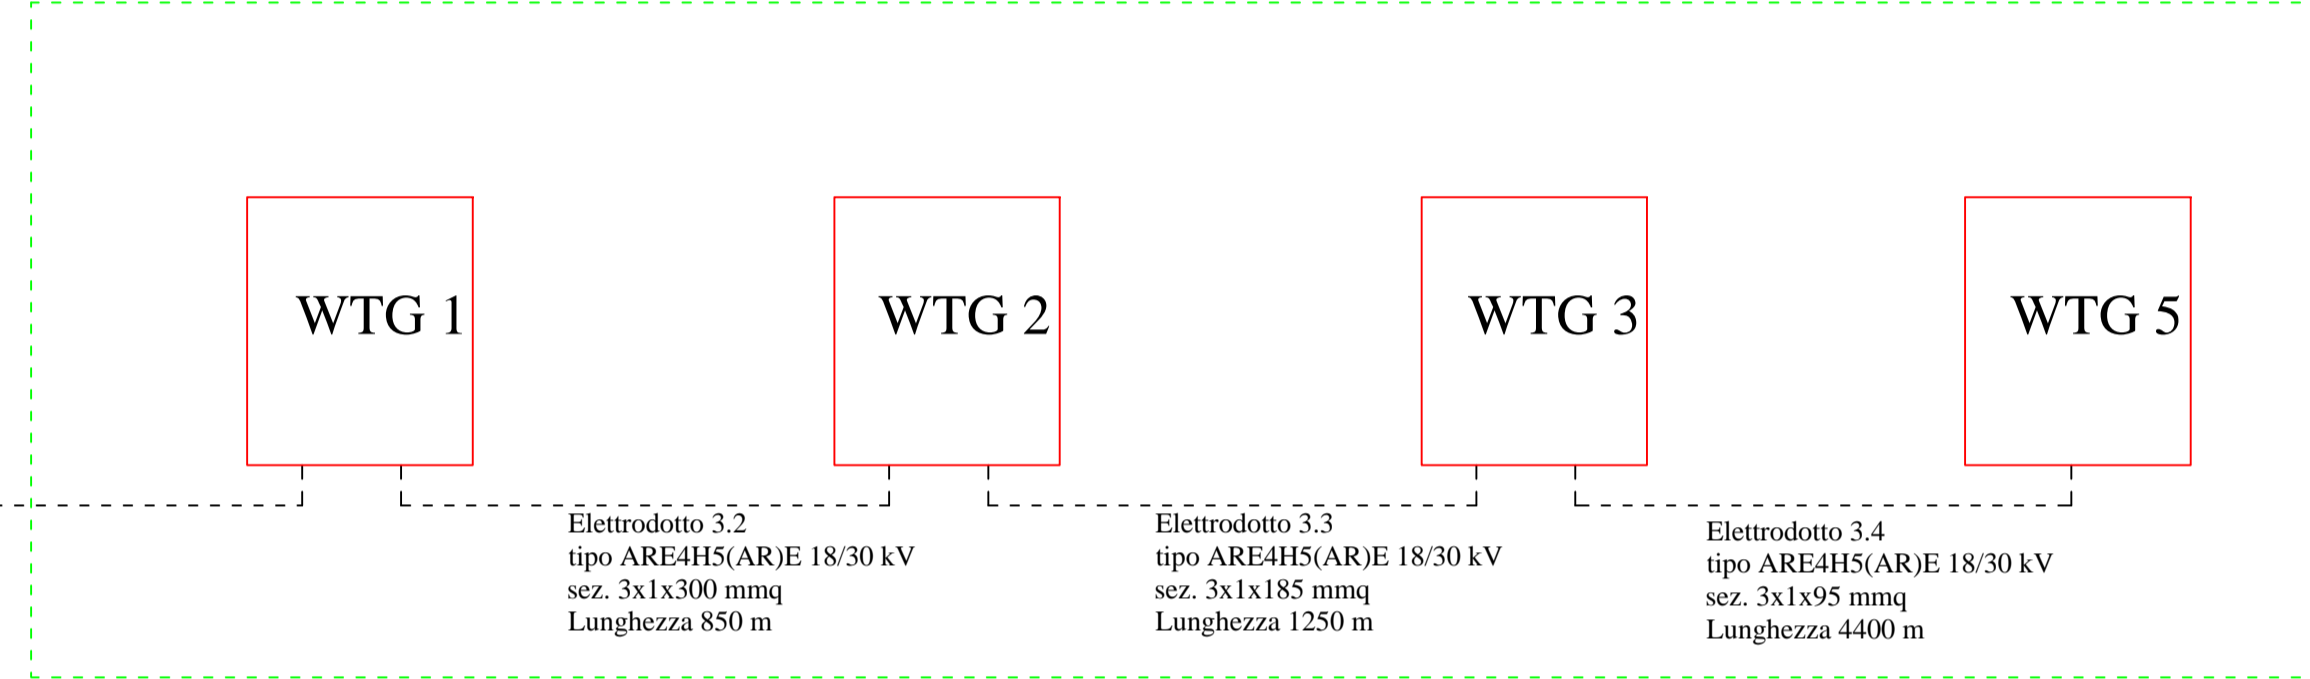 WTG 1
WTG 2
WTG 3
WTG 5
Elettrodotto 3.2
tipo ARE4H5(AR)E 18/30 kV
sez. 3x1x300 mmq
Lunghezza 850 m
Elettrodotto 3.3
tipo ARE4H5(AR)E 18/30 kV
sez. 3x1x185 mmq
Lunghezza 1250 m
Elettrodotto 3.4
tipo ARE4H5(AR)E 18/30 kV
sez. 3x1x95 mmq
Lunghezza 4400 m